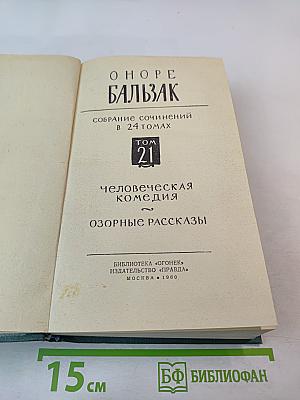 ОНОРЕ
БАЛЬЗАК
СОБРАНИЕ СОЧИНЕНИЙ
В 24 ТОМАХ
ТОМ
21
ЧЕЛОВЕЧЕСКАЯ
КОМЕДИЯ
~
ОЗОРНЫЕ РАССКАЗЫ
БИБЛИОТЕКА «ОГОНЕК»
ИЗДАТЕЛЬСТВО «ПРАВДА»
МОСКВА • 1960
15 см
БФ БИБЛИОФАН